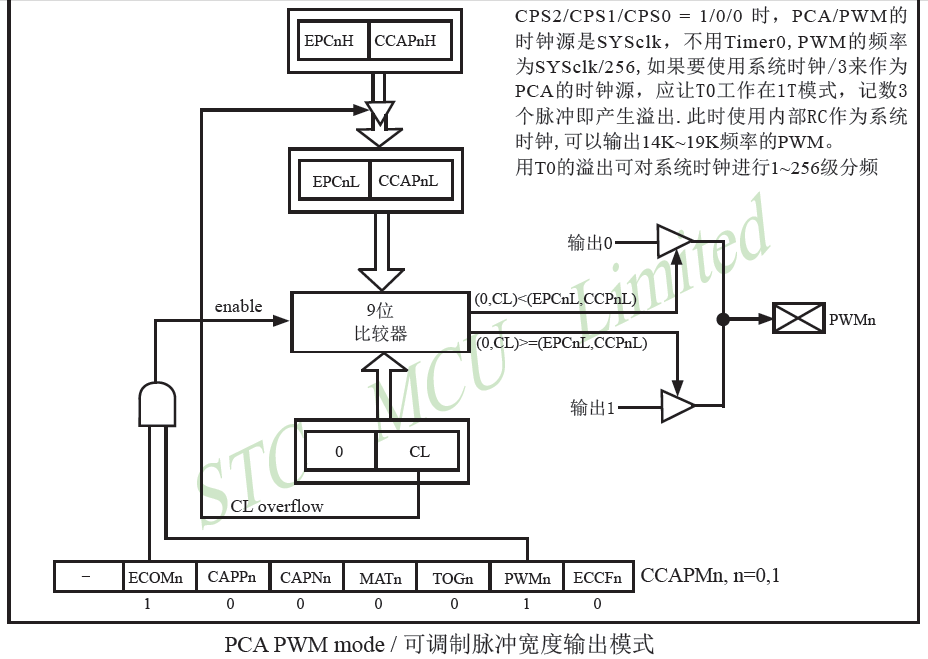 EPCnH CCAPnH
CPS2/CPS1/CPS0 = 1/0/0 时，PCA/PWM的
时钟源是SYSclk，不用Timer0, PWM的频率
为SYSclk/256, 如果要使用系统时钟/3来作为
PCA的时钟源，应让T0工作在1T模式，记数3
个脉冲即产生溢出. 此时使用内部RC作为系统
时钟, 可以输出14K~19K频率的PWM。
用T0的溢出可对系统时钟进行1~256级分频
EPCnL CCAPnL
enable
9位
比较器
(0,CL)<(EPCnL,CCPnL)
(0,CL)>=(EPCnL,CCPnL)
输出0
输出1
PWMn
0 CL
CL overflow
STC MCU Limited
– ECOMn CAPPn CAPNn MATn TOGn PWMn ECCFn CCAPMn, n=0,1
1 0 0 0 0 1 0
PCA PWM mode / 可调制脉冲宽度输出模式